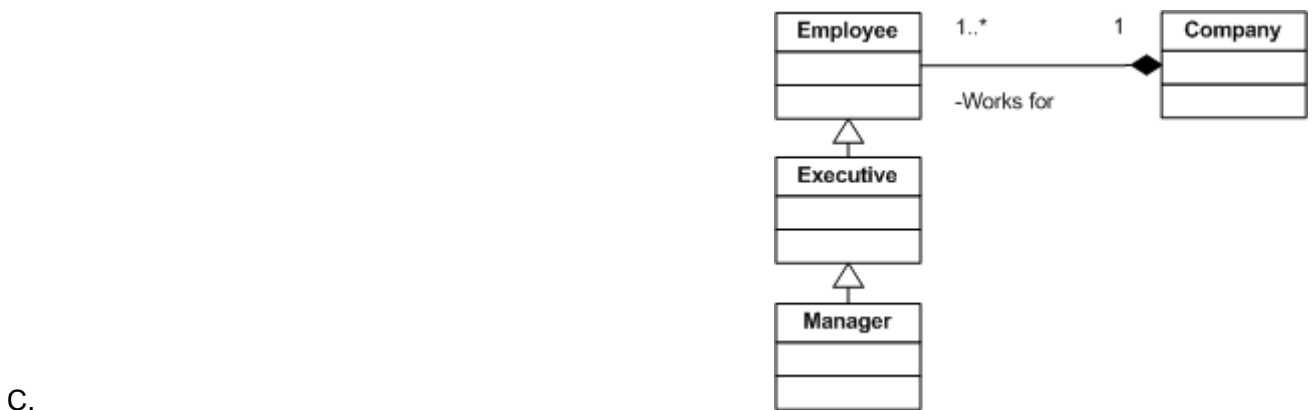 Employee 1..* 1 Company
-Works for
Executive
Manager
C.